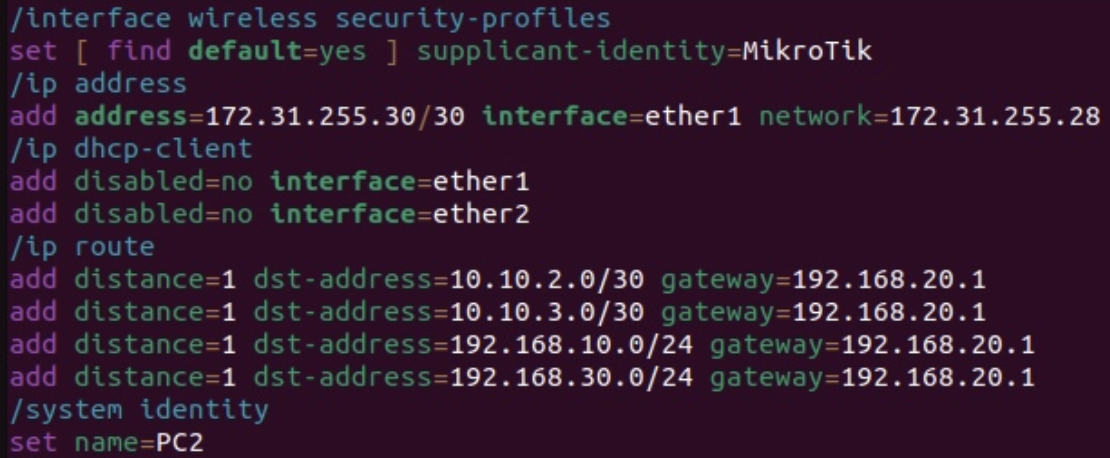 /interface wireless security-profiles
set [ find default=yes ] supplicant-identity=MikroTik
/ip address
add address=172.31.255.30/30 interface=ether1 network=172.31.255.28
/ip dhcp-client
add disabled=no interface=ether1
add disabled=no interface=ether2
/ip route
add distance=1 dst-address=10.10.2.0/30 gateway=192.168.20.1
add distance=1 dst-address=10.10.3.0/30 gateway=192.168.20.1
add distance=1 dst-address=192.168.10.0/24 gateway=192.168.20.1
add distance=1 dst-address=192.168.30.0/24 gateway=192.168.20.1
/system identity
set name=PC2